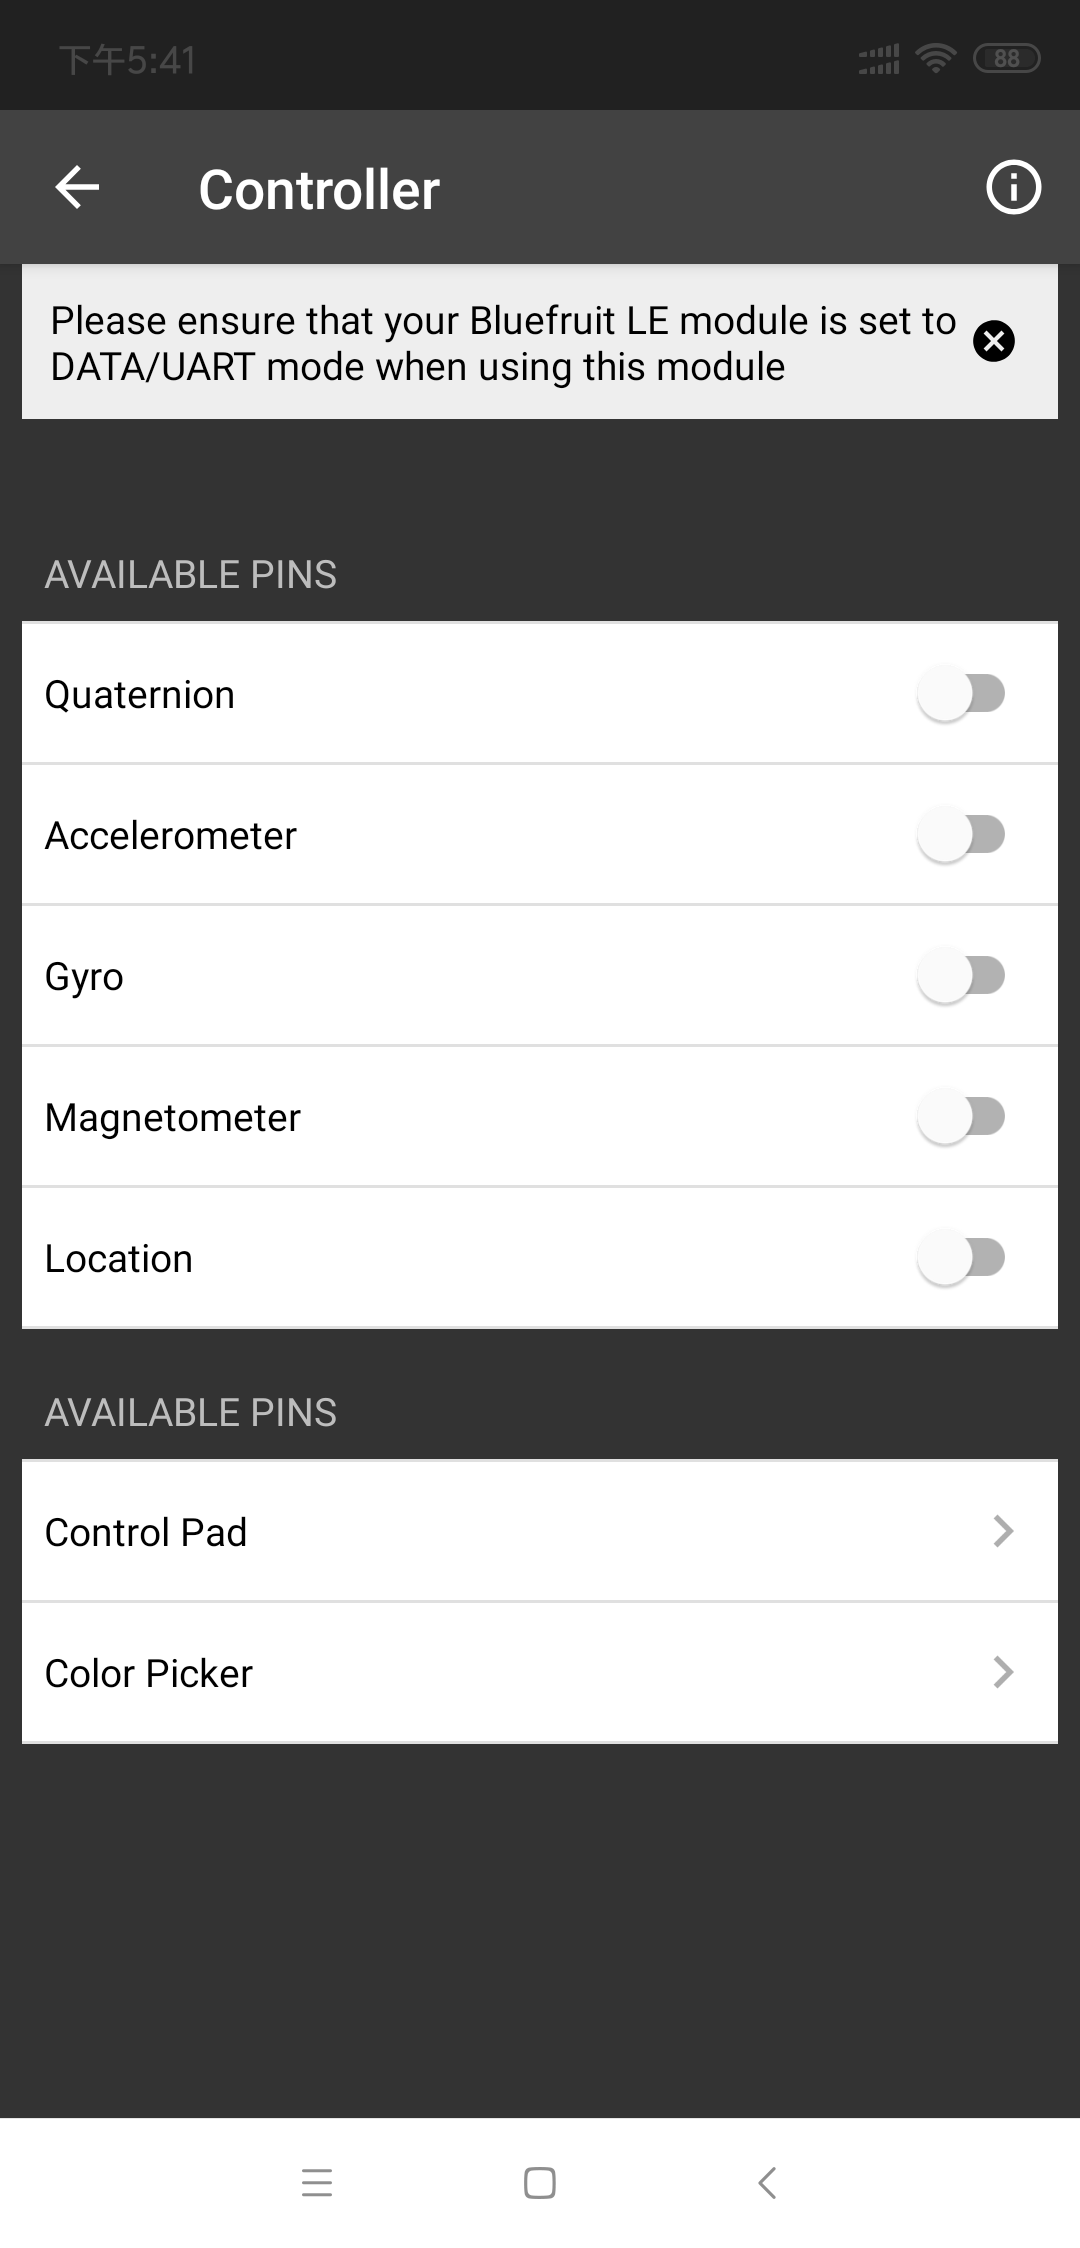 下午5:41
88
Controller
Please ensure that your Bluefruit LE module is set to
DATA/UART mode when using this module
AVAILABLE PINS
Quaternion
Accelerometer
Gyro
Magnetometer
Location
AVAILABLE PINS
Control Pad
Color Picker